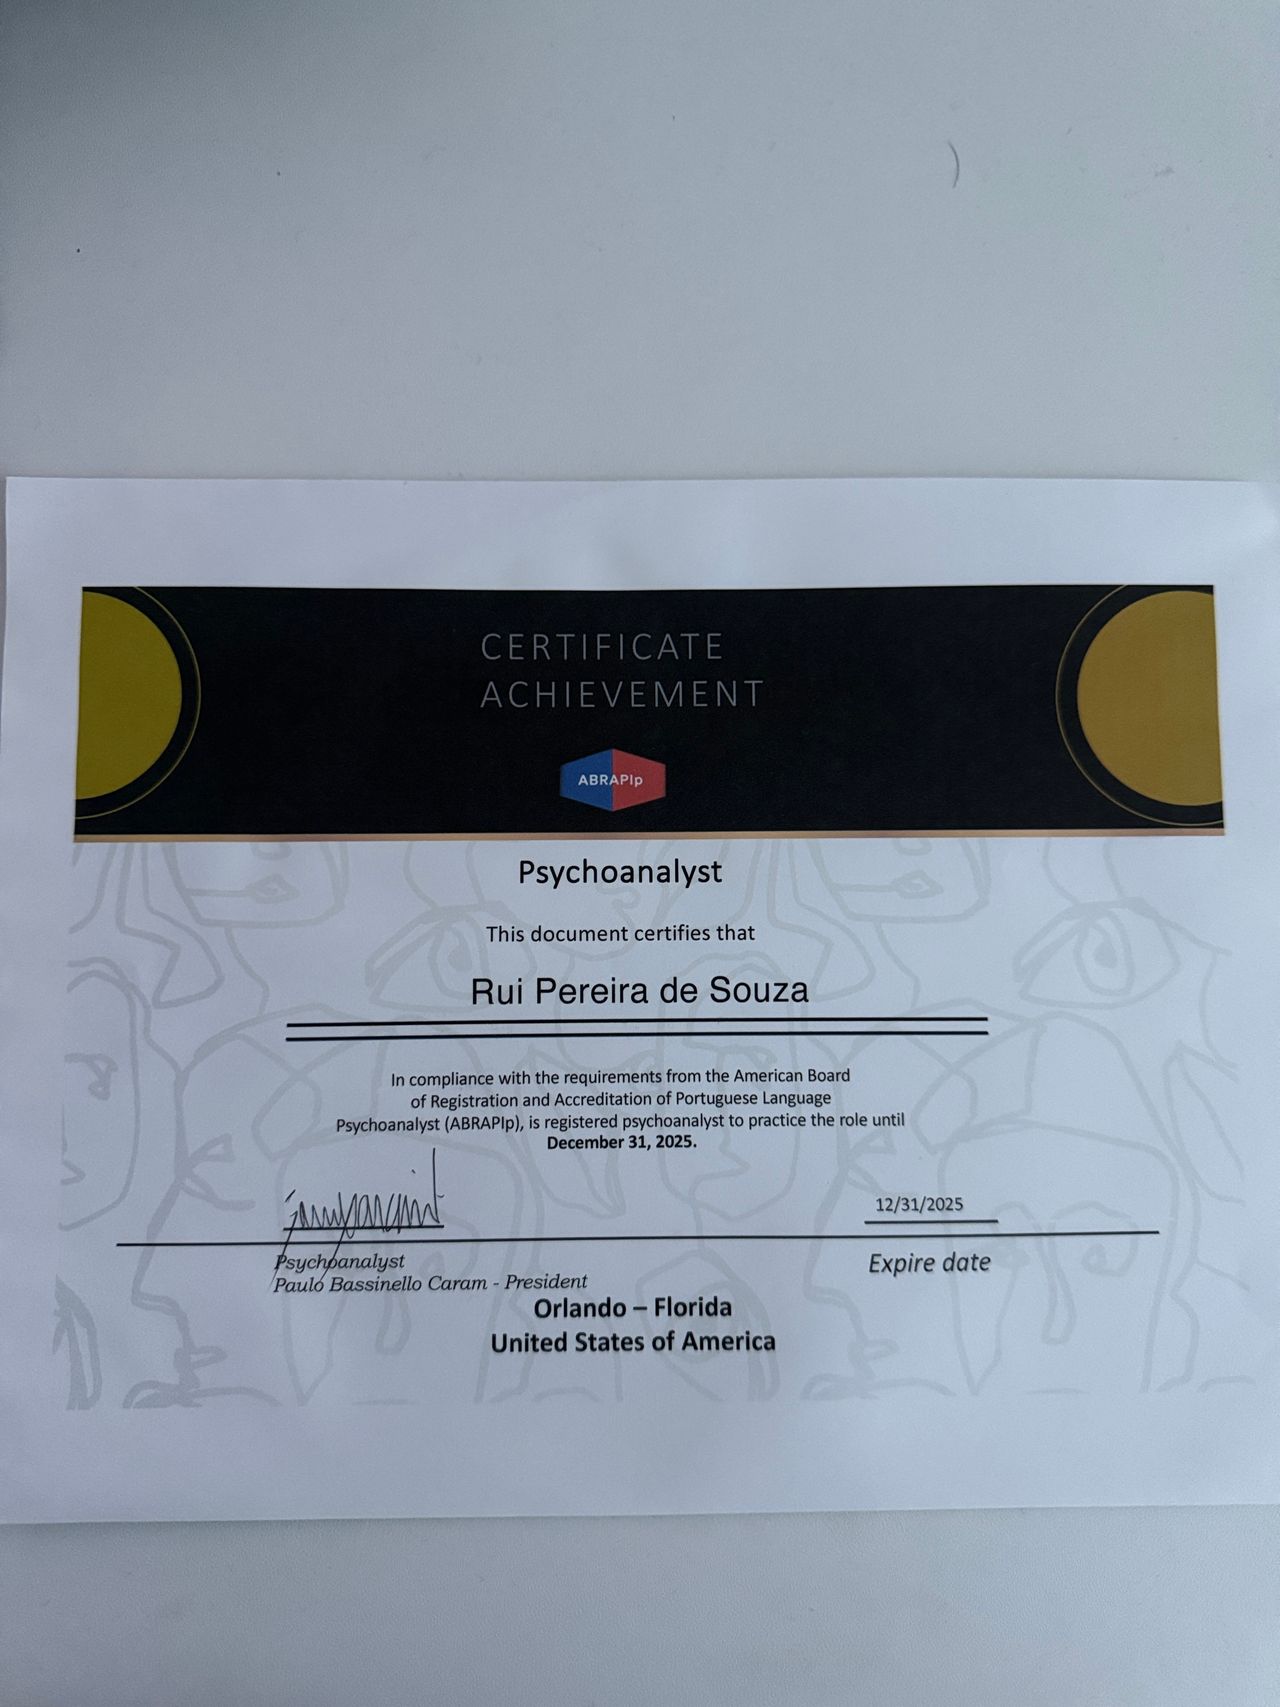 CERTIFICATE
ACHIEVEMENT
ABRAPIp
Psychoanalyst
This document certifies that
Rui Pereira de Souza
In compliance with the requirements from the American Board
of Registration and Accreditation of Portuguese Language
Psychoanalyst (ABRAPIp), is registered psychoanalyst to practice the role until
December 31, 2025.
12/31/2025
Psychoanalyst
Expire date
Paulo Bassinello Caram - President
Orlando – Florida
United States of America